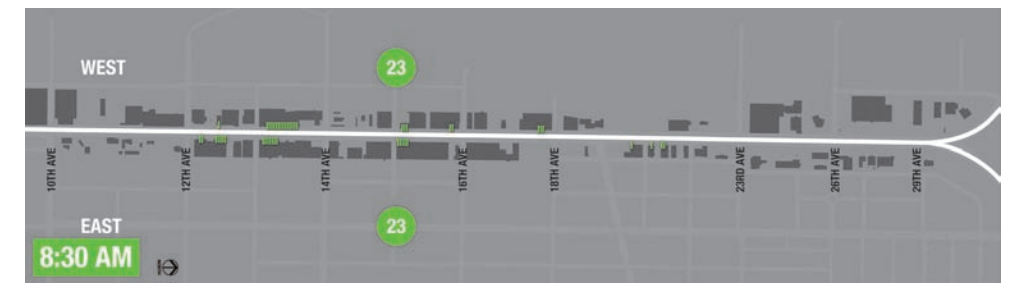 WEST
23
10TH AVE
12TH AVE
14TH AVE
16TH AVE
18TH AVE
23RD AVE
26TH AVE
29TH AVE
EAST
23
8:30 AM